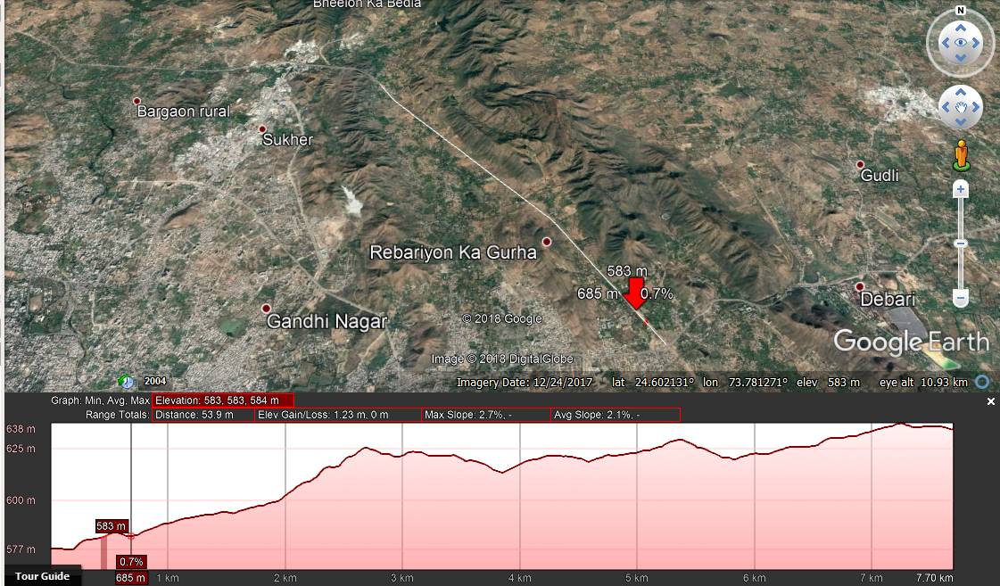 Bheelon Ka Bedla
N
Bargaon rural
Sukher
Gudli
Rebariyon Ka Gurha
583 m
685 m 0.7%
Debari
Gandhi Nagar
© 2018 Google
Google Earth
Image © 2018 DigitalGlobe
2004
Imagery Date: 12/24/2017 lat 24.602131° lon 73.781271° elev 583 m eye alt 10.93 km
Graph: Min, Avg, Max Elevation: 583, 583, 584 m
Range Totals: Distance: 53.9 m Elev Gain/Loss: 1.23 m, 0 m Max Slope: 2.7%, - Avg Slope: 2.1%, -
638 m
625 m
600 m
583 m
577 m
0.7%
Tour Guide
685 m 1 km 2 km 3 km 4 km 5 km 6 km 7 km 7.70 km